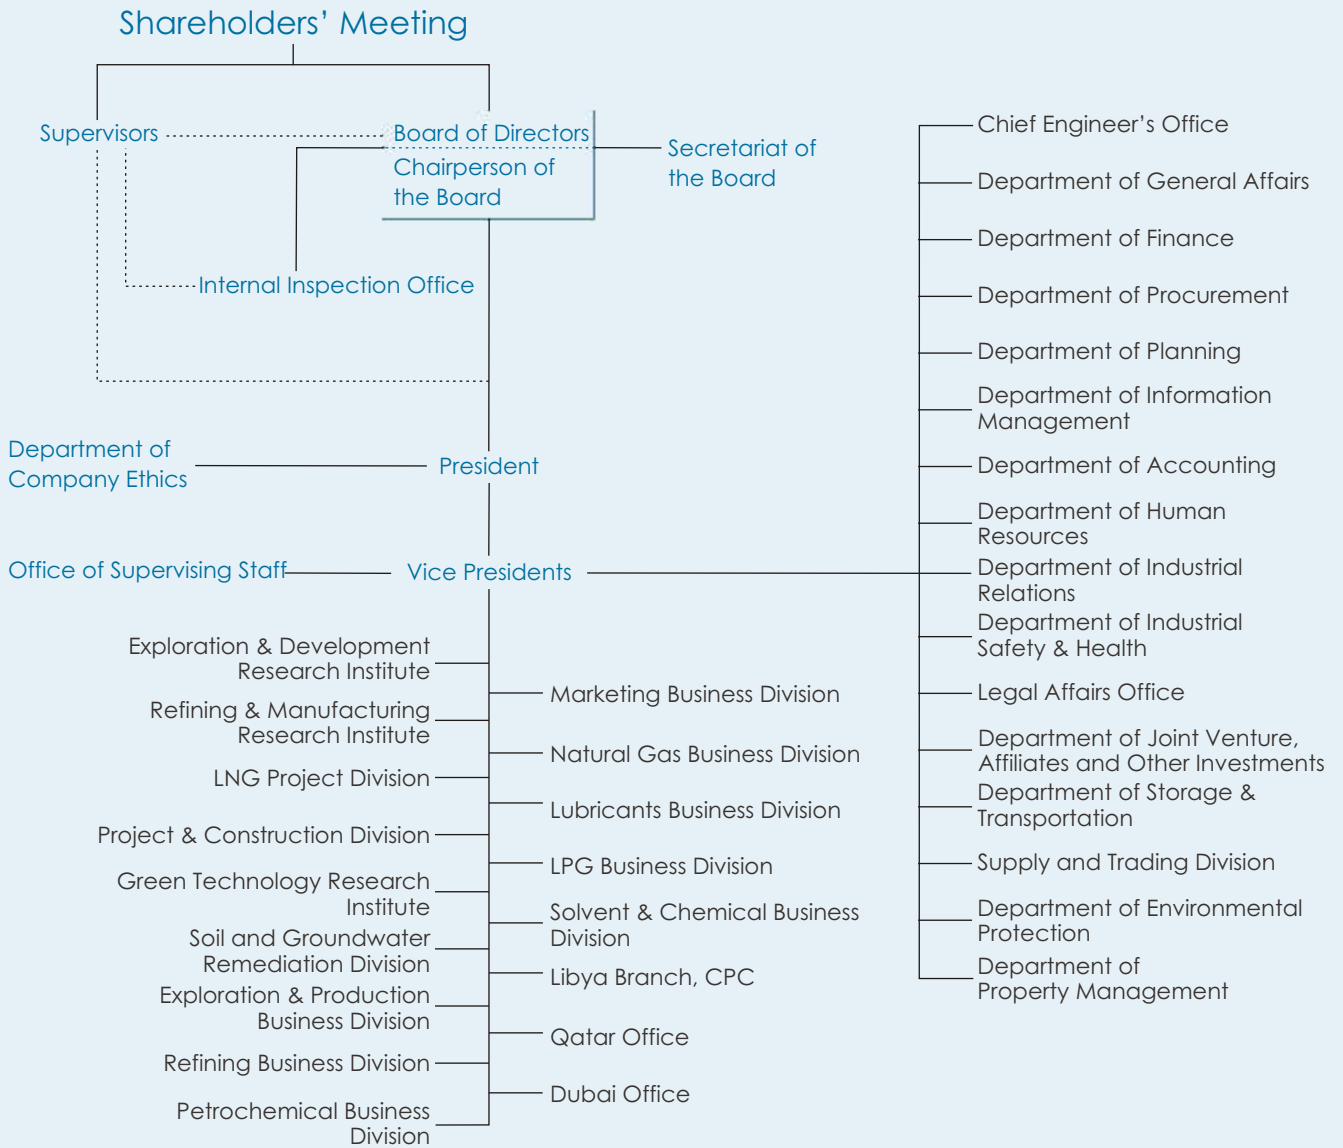 Shareholders’ Meeting
Supervisors
Board of Directors
Chairperson of
the Board
Secretariat of
the Board
Internal Inspection Office
Department of
Company Ethics
President
Office of Supervising Staff
Vice Presidents
Exploration & Development
Research Institute
Refining & Manufacturing
Research Institute
LNG Project Division
Project & Construction Division
Green Technology Research
Institute
Soil and Groundwater
Remediation Division
Exploration & Production
Business Division
Refining Business Division
Petrochemical Business
Division
Marketing Business Division
Natural Gas Business Division
Lubricants Business Division
LPG Business Division
Solvent & Chemical Business
Division
Libya Branch, CPC
Qatar Office
Dubai Office
Chief Engineer’s Office
Department of General Affairs
Department of Finance
Department of Procurement
Department of Planning
Department of Information
Management
Department of Accounting
Department of Human
Resources
Department of Industrial
Relations
Department of Industrial
Safety & Health
Legal Affairs Office
Department of Joint Venture,
Affiliates and Other Investments
Department of Storage &
Transportation
Supply and Trading Division
Department of Environmental
Protection
Department of
Property Management